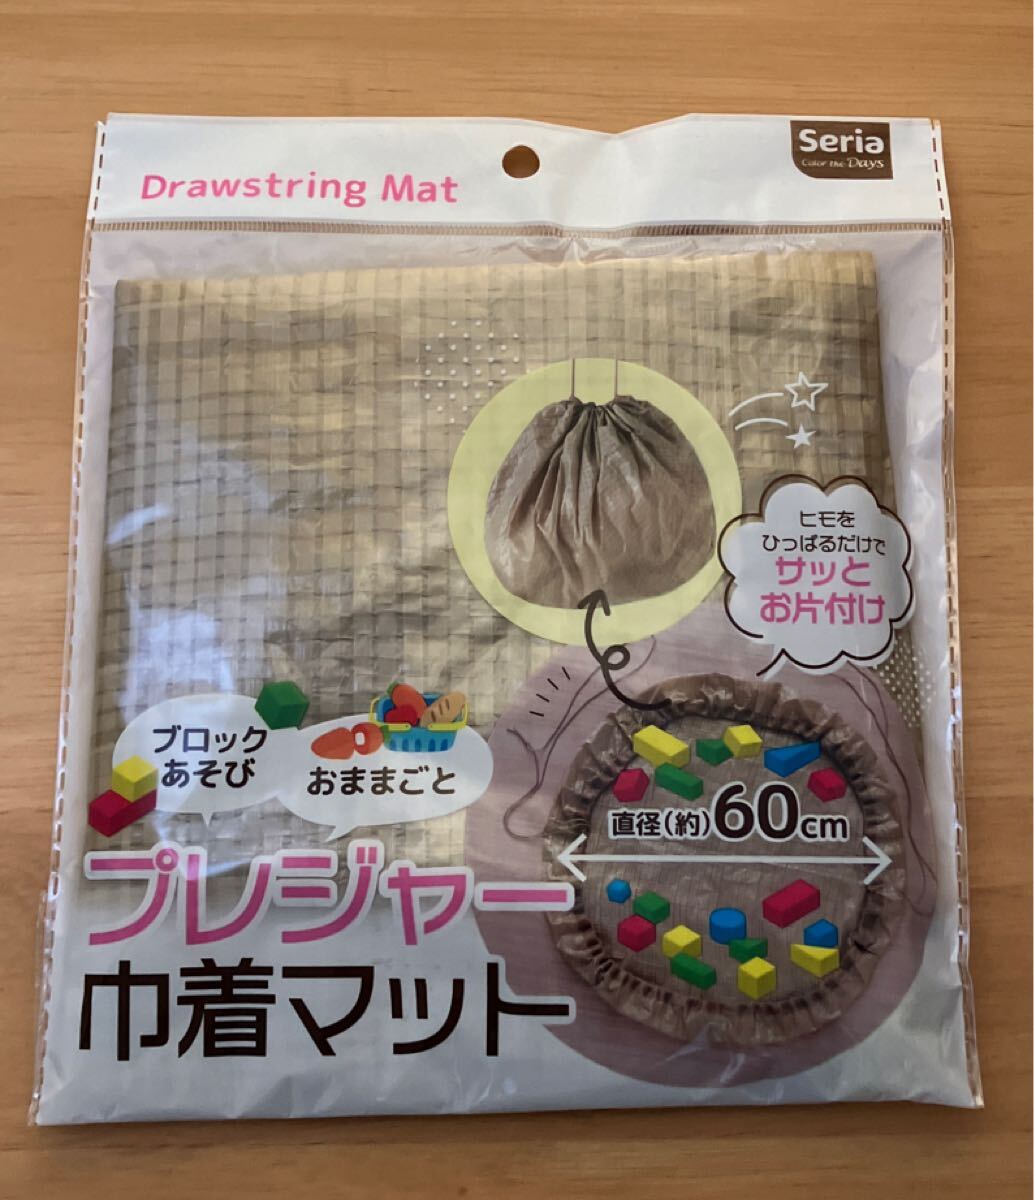 Seria
Color the Days
Drawstring Mat
ヒモを
ひっぱるだけで
サッと
お片付け
ブロック
あそび
おままごと
直径(約)60cm
プレジャー
巾着マット